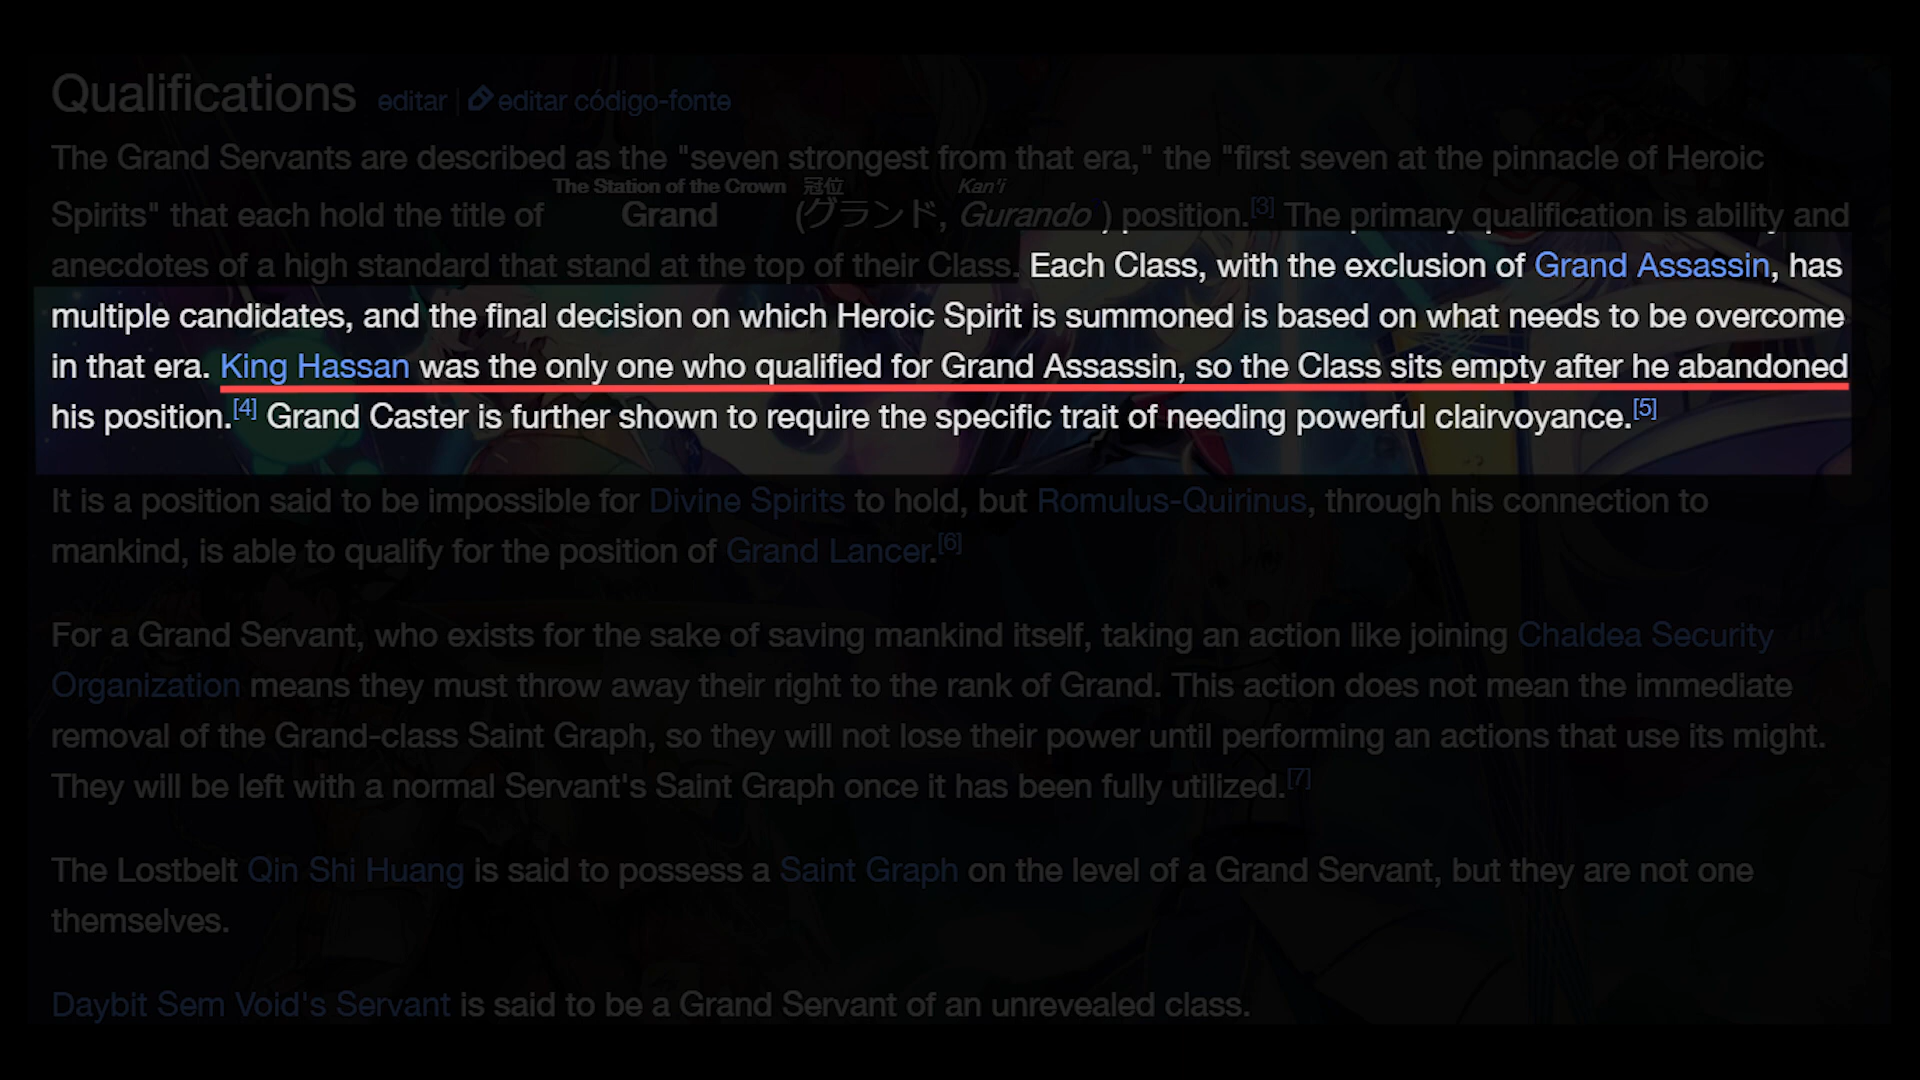 Qualifications editar | editar código-fonte
The Grand Servants are described as the "seven strongest from that era," the "first seven at the pinnacle of Heroic
The Station of the Crown 冠位 Kan'i
Spirits" that each hold the title of Grand (グランド, Gurando ) position.[3] The primary qualification is ability and
anecdotes of a high standard that stand at the top of their Class. Each Class, with the exclusion of Grand Assassin, has
multiple candidates, and the final decision on which Heroic Spirit is summoned is based on what needs to be overcome
in that era. King Hassan was the only one who qualified for Grand Assassin, so the Class sits empty after he abandoned
his position.[4] Grand Caster is further shown to require the specific trait of needing powerful clairvoyance.[5]
It is a position said to be impossible for Divine Spirits to hold, but Romulus-Quirinus, through his connection to
mankind, is able to qualify for the position of Grand Lancer.[6]
For a Grand Servant, who exists for the sake of saving mankind itself, taking an action like joining Chaldea Security
Organization means they must throw away their right to the rank of Grand. This action does not mean the immediate
removal of the Grand-class Saint Graph, so they will not lose their power until performing an actions that use its might.
They will be left with a normal Servant's Saint Graph once it has been fully utilized.[7]
The Lostbelt Qin Shi Huang is said to possess a Saint Graph on the level of a Grand Servant, but they are not one
themselves.
Daybit Sem Void's Servant is said to be a Grand Servant of an unrevealed class.